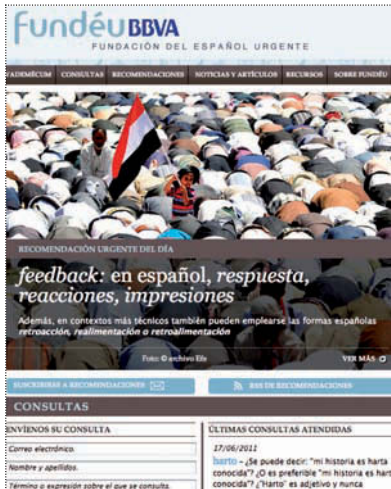 Fundéu BBVA
FUNDACIÓN DEL ESPAÑOL URGENTE
VADEMÉCUM CONSULTAS RECOMENDACIONES NOTICIAS Y ARTÍCULOS RECURSOS SOBRE FUNDÉU
RECOMENDACIÓN URGENTE DEL DÍA
feedback: en español, respuesta,
reacciones, impresiones
Además, en contextos más técnicos también pueden emplearse las formas españolas
retroacción, realimentación o retroalimentación
Foto: © archivo Efe
VER MÁS
SUSCRIBIRSE A RECOMENDACIONES
RSS DE RECOMENDACIONES
CONSULTAS
ENVÍENOS SU CONSULTA
Correo electrónico.
Nombre y apellidos.
Término o expresión sobre el que se consulta.
ÚLTIMAS CONSULTAS ATENDIDAS
17/06/2011
harto - ¿Se puede decir: "mi historia es harta
conocida"? ¿O es preferible "mi historia es hart
conocida"? ¿"Harto" es adjetivo y nunca